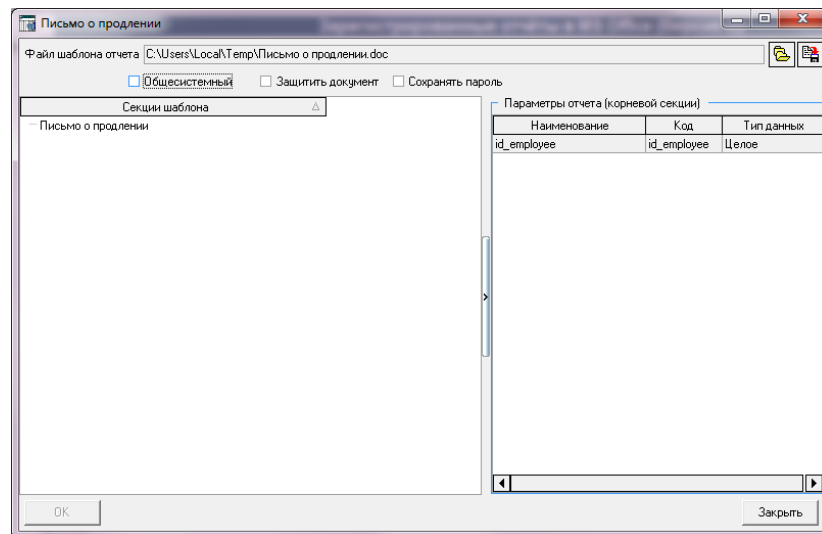 Письмо о продлении
Файл шаблона отчета C:\Users\Local\Temp\Письмо о продлении.doc
Общесистемный Защитить документ Сохранять пароль
Секции шаблона
Письмо о продлении
Параметры отчета (корневой секции)
Наименование Код Тип данных
id_employee id_employee Целое
OK Закрыть